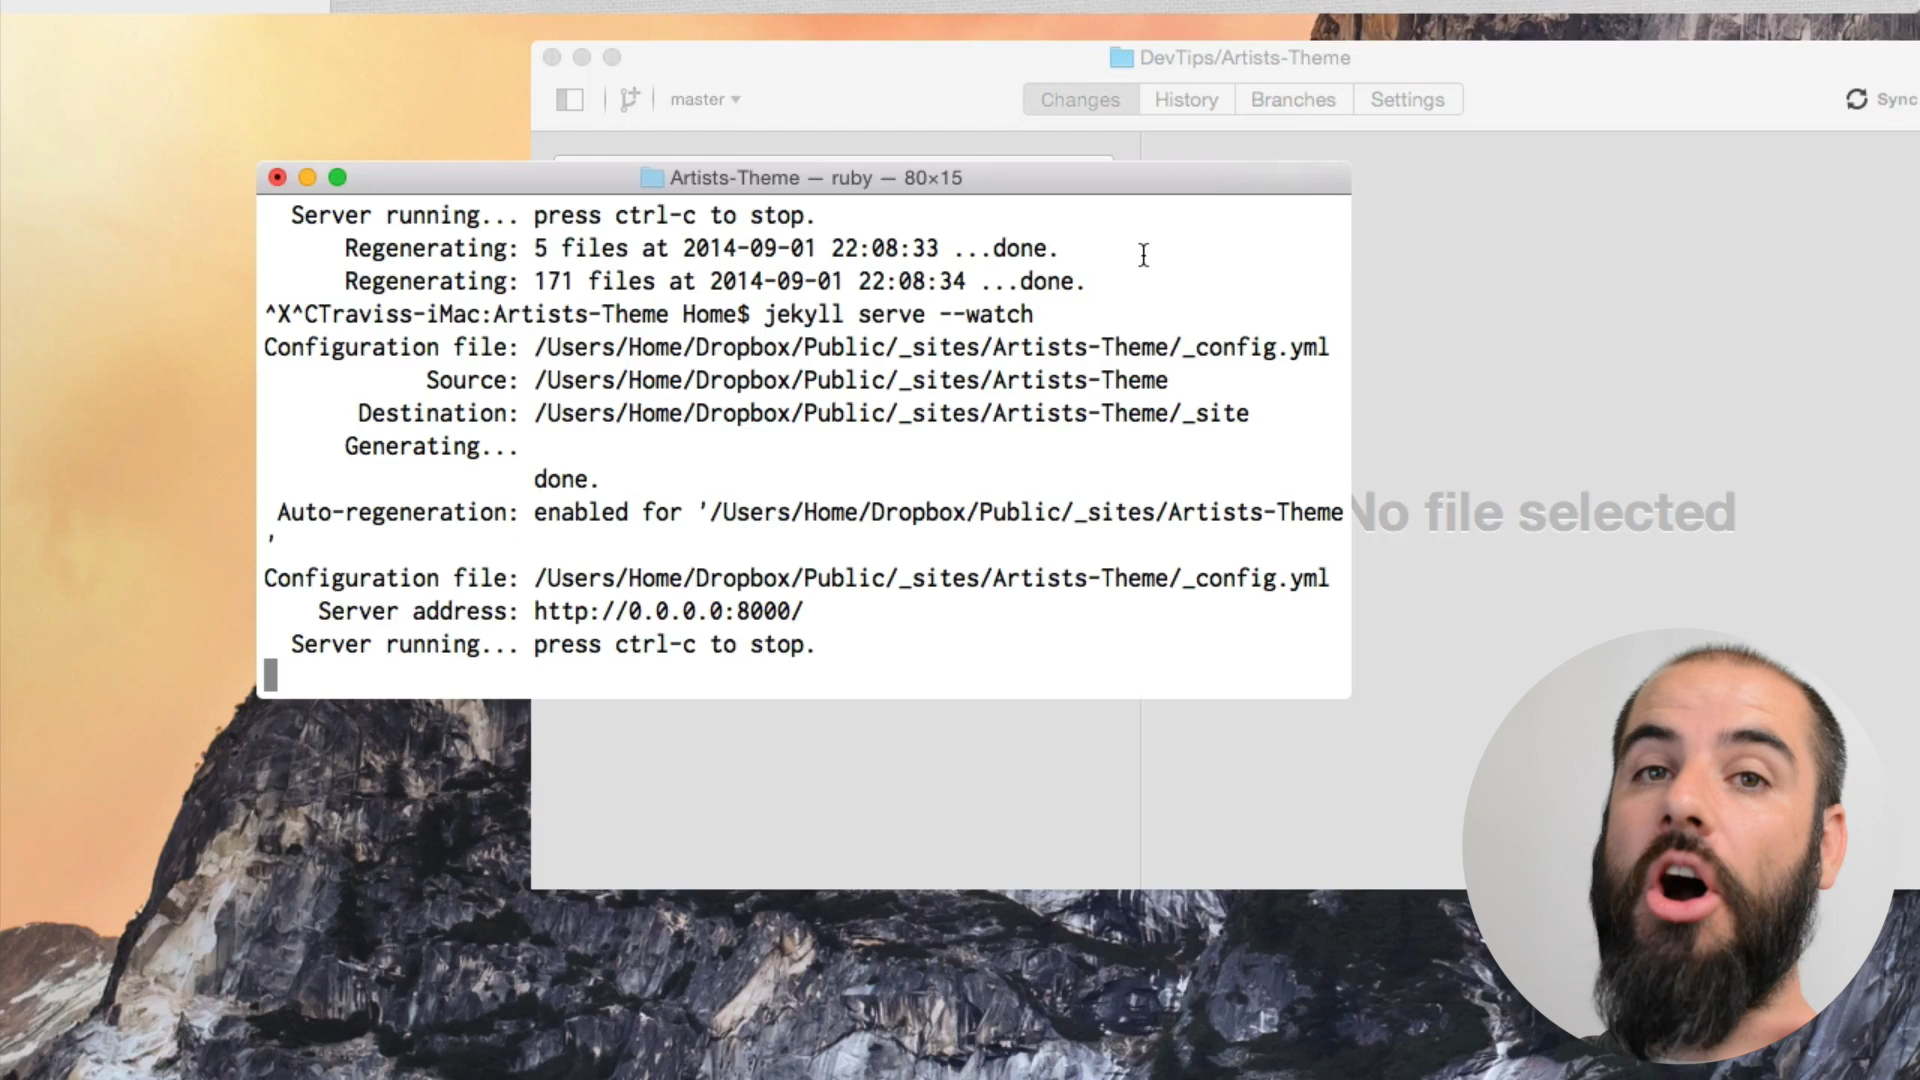 DevTips/Artists-Theme
master
Changes
History
Branches
Settings
Sync
Artists-Theme — ruby — 80×15
Server running... press ctrl-c to stop.
Regenerating: 5 files at 2014-09-01 22:08:33 ...done.
Regenerating: 171 files at 2014-09-01 22:08:34 ...done.
^X^CTraviss-iMac:Artists-Theme Home$ jekyll serve --watch
Configuration file: /Users/Home/Dropbox/Public/_sites/Artists-Theme/_config.yml
Source: /Users/Home/Dropbox/Public/_sites/Artists-Theme
Destination: /Users/Home/Dropbox/Public/_sites/Artists-Theme/_site
Generating...
done.
Auto-regeneration: enabled for '/Users/Home/Dropbox/Public/_sites/Artists-Theme
'
Configuration file: /Users/Home/Dropbox/Public/_sites/Artists-Theme/_config.yml
Server address: http://0.0.0.0:8000/
Server running... press ctrl-c to stop.
No file selected